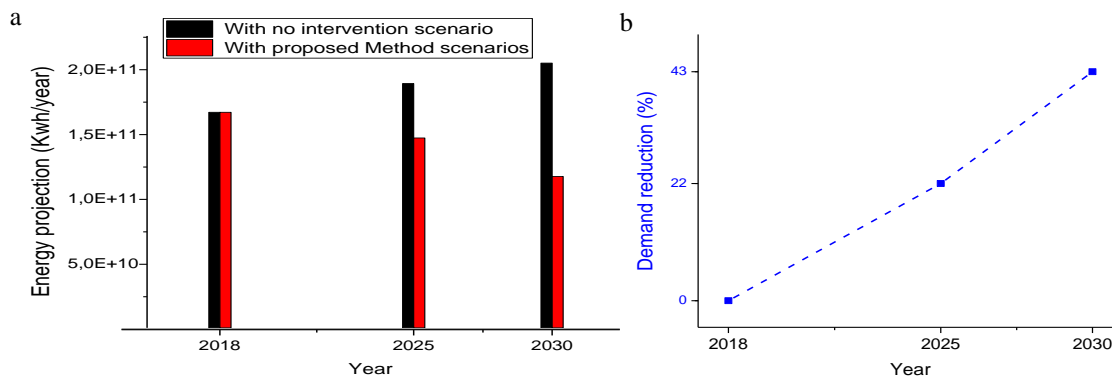 a
With no intervention scenario
With proposed Method scenarios
Energy projection (Kwh/year)
2,0E+11
1,5E+11
1,0E+11
5,0E+10
2018
2025
2030
Year
b
Demand reduction (%)
43
22
0
2018
2025
2030
Year